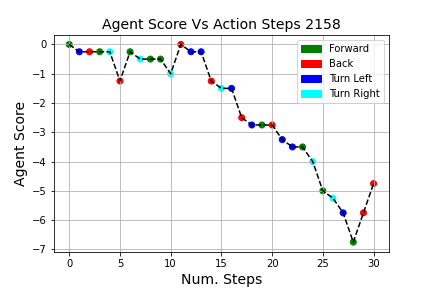 Agent Score Vs Action Steps 2158
Agent Score
0
−1
−2
−3
−4
−5
−6
−7
Forward
Back
Turn Left
Turn Right
0 5 10 15 20 25 30
Num. Steps